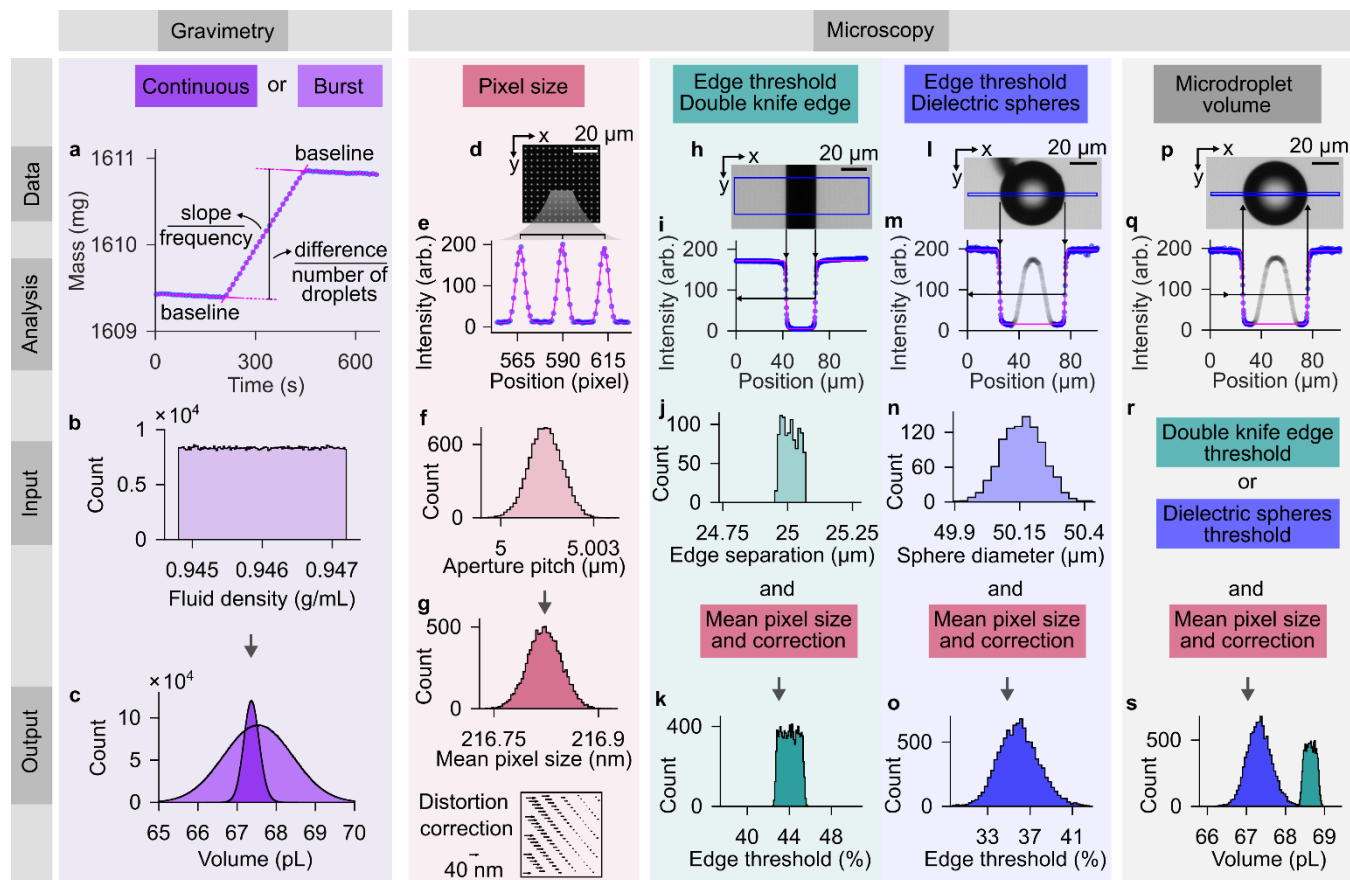 Gravimetry
Microscopy
Data
Analysis
Input
Output
Continuous
or
Burst
a
1611
1610
1609
Mass (mg)
baseline
slope
frequency
difference
number of
droplets
baseline
0
300
600
Time (s)
b
× 10⁴
1
0.5
0
Count
0.945
0.946
0.947
Fluid density (g/mL)
c
× 10⁴
10
5
0
Count
65
66
67
68
69
70
Volume (pL)
Pixel size
d
x
y
20 µm
e
200
100
0
Intensity (arb.)
565
590
615
Position (pixel)
f
600
0
Count
5
5.003
Aperture pitch (µm)
g
500
0
Count
216.75
216.9
Mean pixel size (nm)
Distortion
correction
40 nm
Edge threshold
Double knife edge
h
x
y
20 µm
i
200
100
0
Intensity (arb.)
0
40
80
Position (µm)
j
100
50
0
Count
24.75
25
25.25
Edge separation (µm)
and
Mean pixel size
and correction
k
400
0
Count
40
44
48
Edge threshold (%)
Edge threshold
Dielectric spheres
l
x
y
20 µm
m
200
100
0
Intensity (arb.)
0
40
80
Position (µm)
n
120
60
0
Count
49.9
50.15
50.4
Sphere diameter (µm)
and
Mean pixel size
and correction
o
500
0
Count
33
37
41
Edge threshold (%)
Microdroplet
volume
p
x
y
20 µm
q
200
100
0
Intensity (arb.)
0
40
80
Position (µm)
r
Double knife edge
threshold
or
Dielectric spheres
threshold
and
Mean pixel size
and correction
s
500
0
Count
66
67
68
69
Volume (pL)